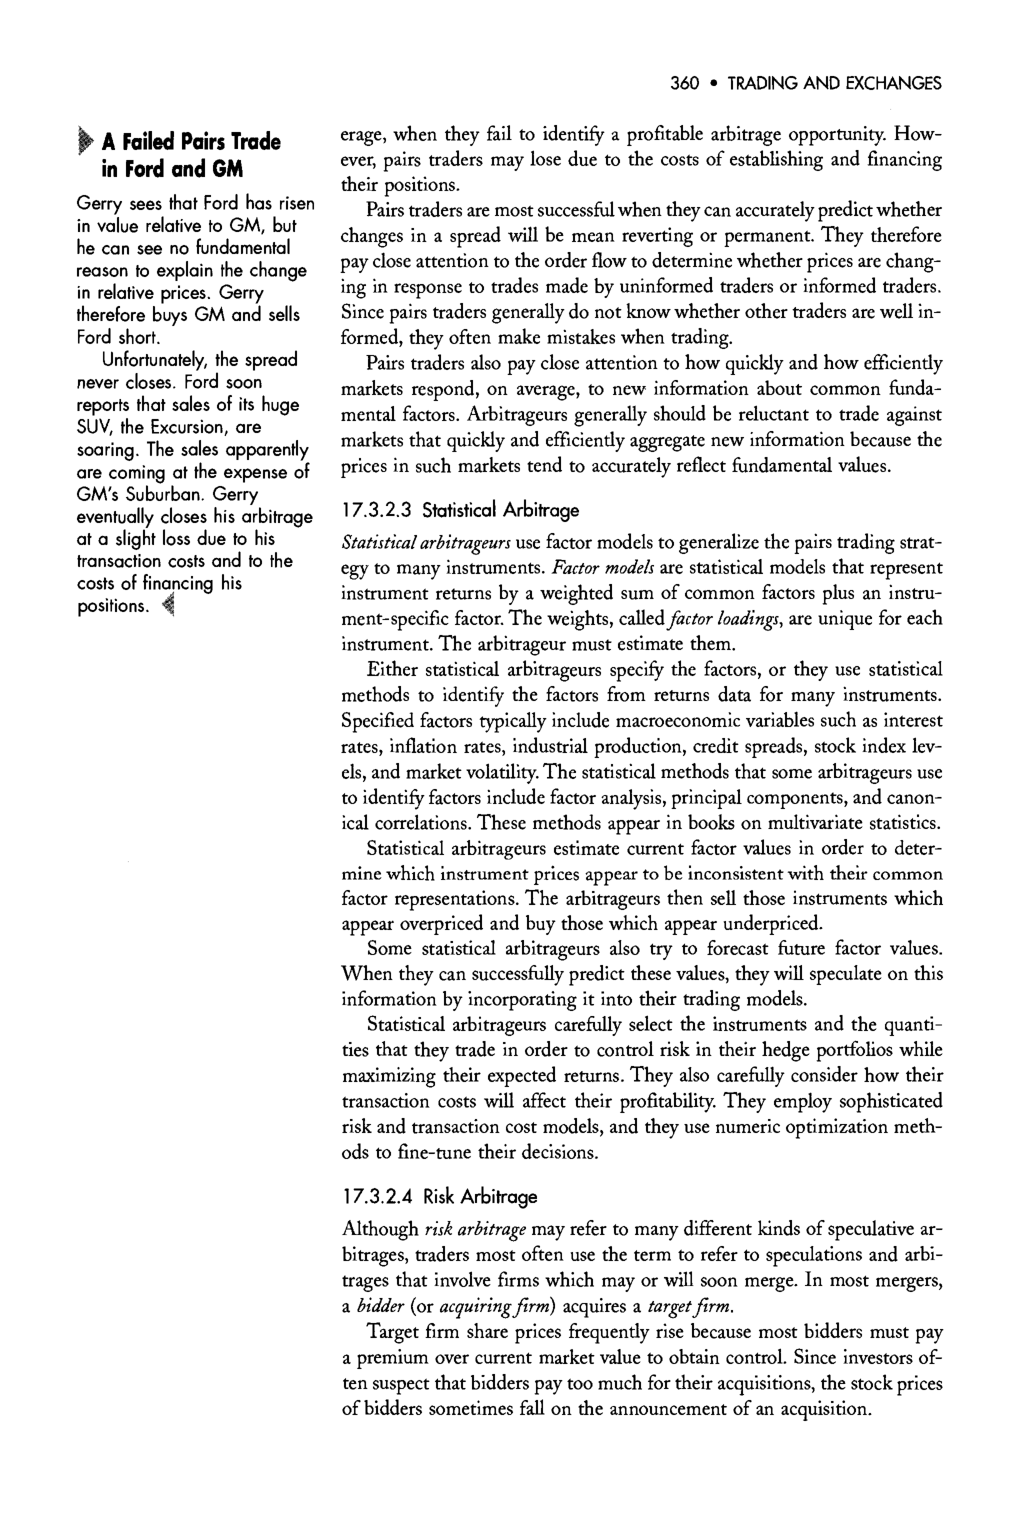 360 • TRADING AND EXCHANGES
A Failed Pairs Trade
in Ford and GM
Gerry sees that Ford has risen
in value relative to GM, but
he can see no fundamental
reason to explain the change
in relative prices. Gerry
therefore buys GM and sells
Ford short.
Unfortunately, the spread
never closes. Ford soon
reports that sales of its huge
SUV, the Excursion, are
soaring. The sales apparently
are coming at the expense of
GM's Suburban. Gerry
eventually closes his arbitrage
at a slight loss due to his
transaction costs and to the
costs of financing his
positions.
erage, when they fail to identify a profitable arbitrage opportunity. How-
ever, pairs traders may lose due to the costs of establishing and financing
their positions.
Pairs traders are most successful when they can accurately predict whether
changes in a spread will be mean reverting or permanent. They therefore
pay close attention to the order flow to determine whether prices are chang-
ing in response to trades made by uninformed traders or informed traders.
Since pairs traders generally do not know whether other traders are well in-
formed, they often make mistakes when trading.
Pairs traders also pay close attention to how quickly and how efficiently
markets respond, on average, to new information about common funda-
mental factors. Arbitrageurs generally should be reluctant to trade against
markets that quickly and efficiently aggregate new information because the
prices in such markets tend to accurately reflect fundamental values.
17.3.2.3 Statistical Arbitrage
Statistical arbitrageurs use factor models to generalize the pairs trading strat-
egy to many instruments. Factor models are statistical models that represent
instrument returns by a weighted sum of common factors plus an instru-
ment-specific factor. The weights, called factor loadings, are unique for each
instrument. The arbitrageur must estimate them.
Either statistical arbitrageurs specify the factors, or they use statistical
methods to identify the factors from returns data for many instruments.
Specified factors typically include macroeconomic variables such as interest
rates, inflation rates, industrial production, credit spreads, stock index lev-
els, and market volatility. The statistical methods that some arbitrageurs use
to identify factors include factor analysis, principal components, and canon-
ical correlations. These methods appear in books on multivariate statistics.
Statistical arbitrageurs estimate current factor values in order to deter-
mine which instrument prices appear to be inconsistent with their common
factor representations. The arbitrageurs then sell those instruments which
appear overpriced and buy those which appear underpriced.
Some statistical arbitrageurs also try to forecast future factor values.
When they can successfully predict these values, they will speculate on this
information by incorporating it into their trading models.
Statistical arbitrageurs carefully select the instruments and the quanti-
ties that they trade in order to control risk in their hedge portfolios while
maximizing their expected returns. They also carefully consider how their
transaction costs will affect their profitability. They employ sophisticated
risk and transaction cost models, and they use numeric optimization meth-
ods to fine-tune their decisions.
17.3.2.4 Risk Arbitrage
Although risk arbitrage may refer to many different kinds of speculative ar-
bitrages, traders most often use the term to refer to speculations and arbi-
trages that involve firms which may or will soon merge. In most mergers,
a bidder (or acquiring firm) acquires a target firm.
Target firm share prices frequently rise because most bidders must pay
a premium over current market value to obtain control. Since investors of-
ten suspect that bidders pay too much for their acquisitions, the stock prices
of bidders sometimes fall on the announcement of an acquisition.